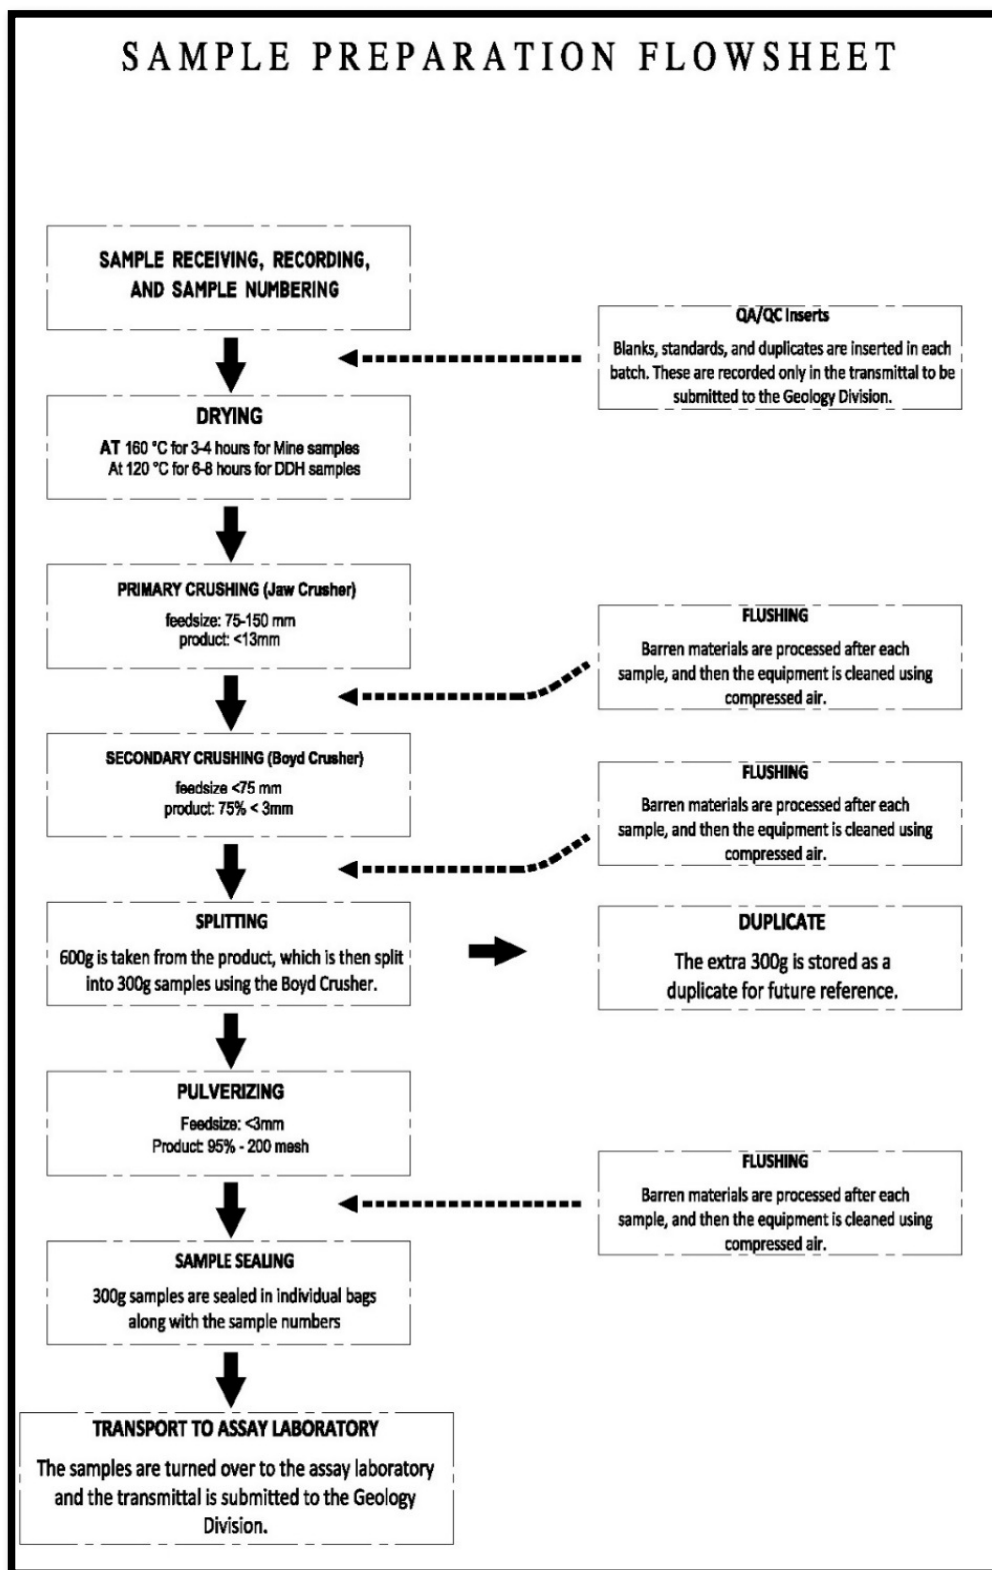 SAMPLE PREPARATION FLOWSHEET
SAMPLE RECEIVING, RECORDING,
AND SAMPLE NUMBERING
QA/QC Inserts
Blanks, standards, and duplicates are inserted in each
batch. These are recorded only in the transmittal to be
submitted to the Geology Division.
DRYING
AT 160 °C for 3-4 hours for Mine samples
At 120 °C for 6-8 hours for DDH samples
PRIMARY CRUSHING (Jaw Crusher)
feedsize: 75-150 mm
product: <13mm
FLUSHING
Barren materials are processed after each
sample, and then the equipment is cleaned using
compressed air.
SECONDARY CRUSHING (Boyd Crusher)
feedsize <75 mm
product: 75% < 3mm
FLUSHING
Barren materials are processed after each
sample, and then the equipment is cleaned using
compressed air.
SPLITTING
600g is taken from the product, which is then split
into 300g samples using the Boyd Crusher.
DUPLICATE
The extra 300g is stored as a
duplicate for future reference.
PULVERIZING
Feedsize: <3mm
Product: 95% - 200 mesh
FLUSHING
Barren materials are processed after each
sample, and then the equipment is cleaned using
compressed air.
SAMPLE SEALING
300g samples are sealed in individual bags
along with the sample numbers
TRANSPORT TO ASSAY LABORATORY
The samples are turned over to the assay laboratory
and the transmittal is submitted to the Geology
Division.